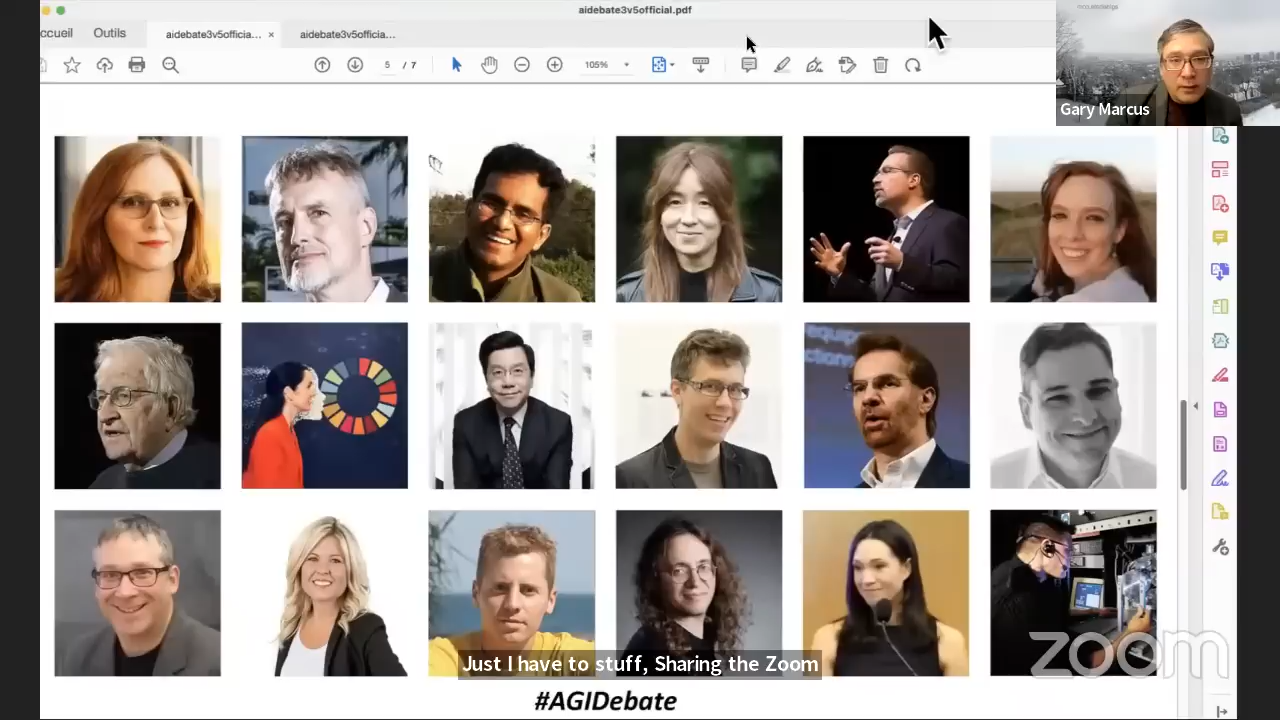 aidebate3v5official.pdf
ccueil
Outils
aidebate3v5officia... ×
aidebate3v5officia...
5 / 7
105%
Gary Marcus
Just I have to stuff, Sharing the Zoom
zoom
#AGIDebate